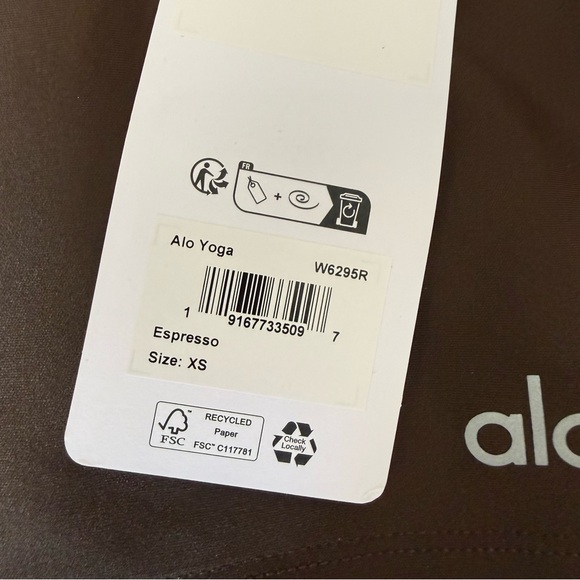 FR
+
Alo Yoga
W6295R
1 9167733509 7
Espresso
Size: XS
FSC
RECYCLED
Paper
FSC™ C117781
Check
Locally
alo